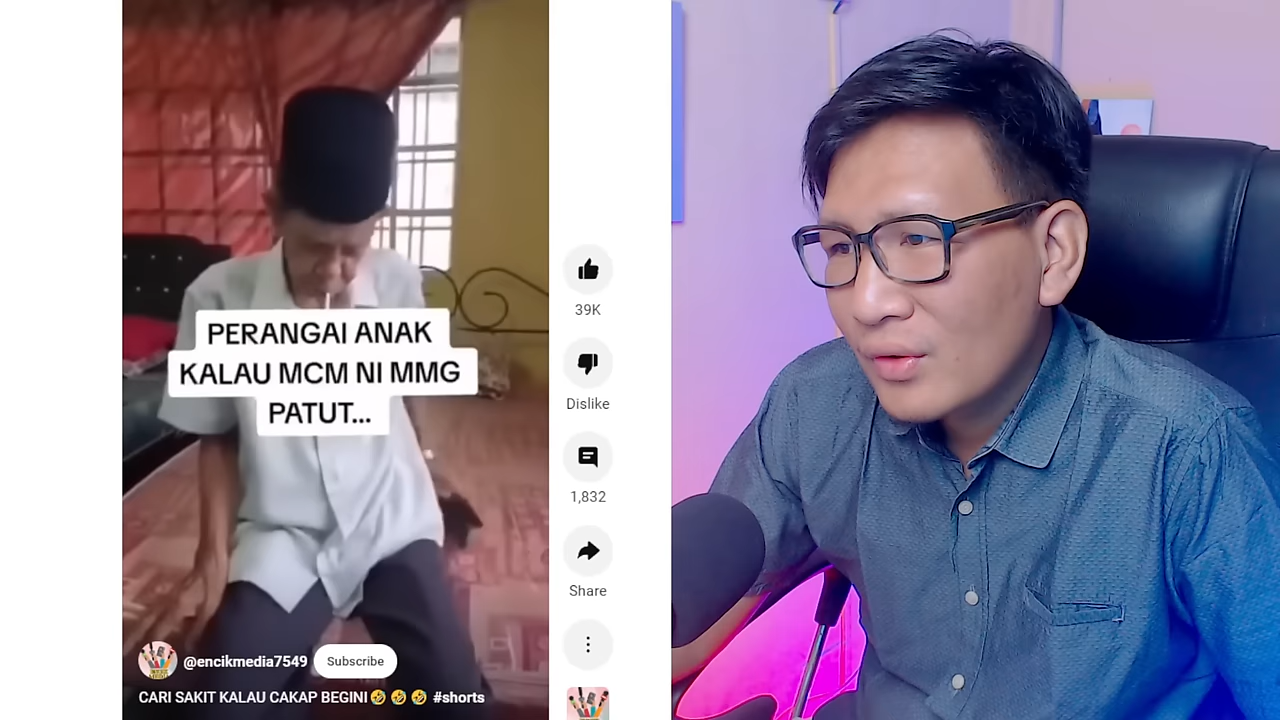 PERANGAI ANAK
KALAU MCM NI MMG
PATUT...
39K
Dislike
1,832
Share
@encikmedia7549
Subscribe
CARI SAKIT KALAU CAKAP BEGINI🤣🤣🤣 #shorts